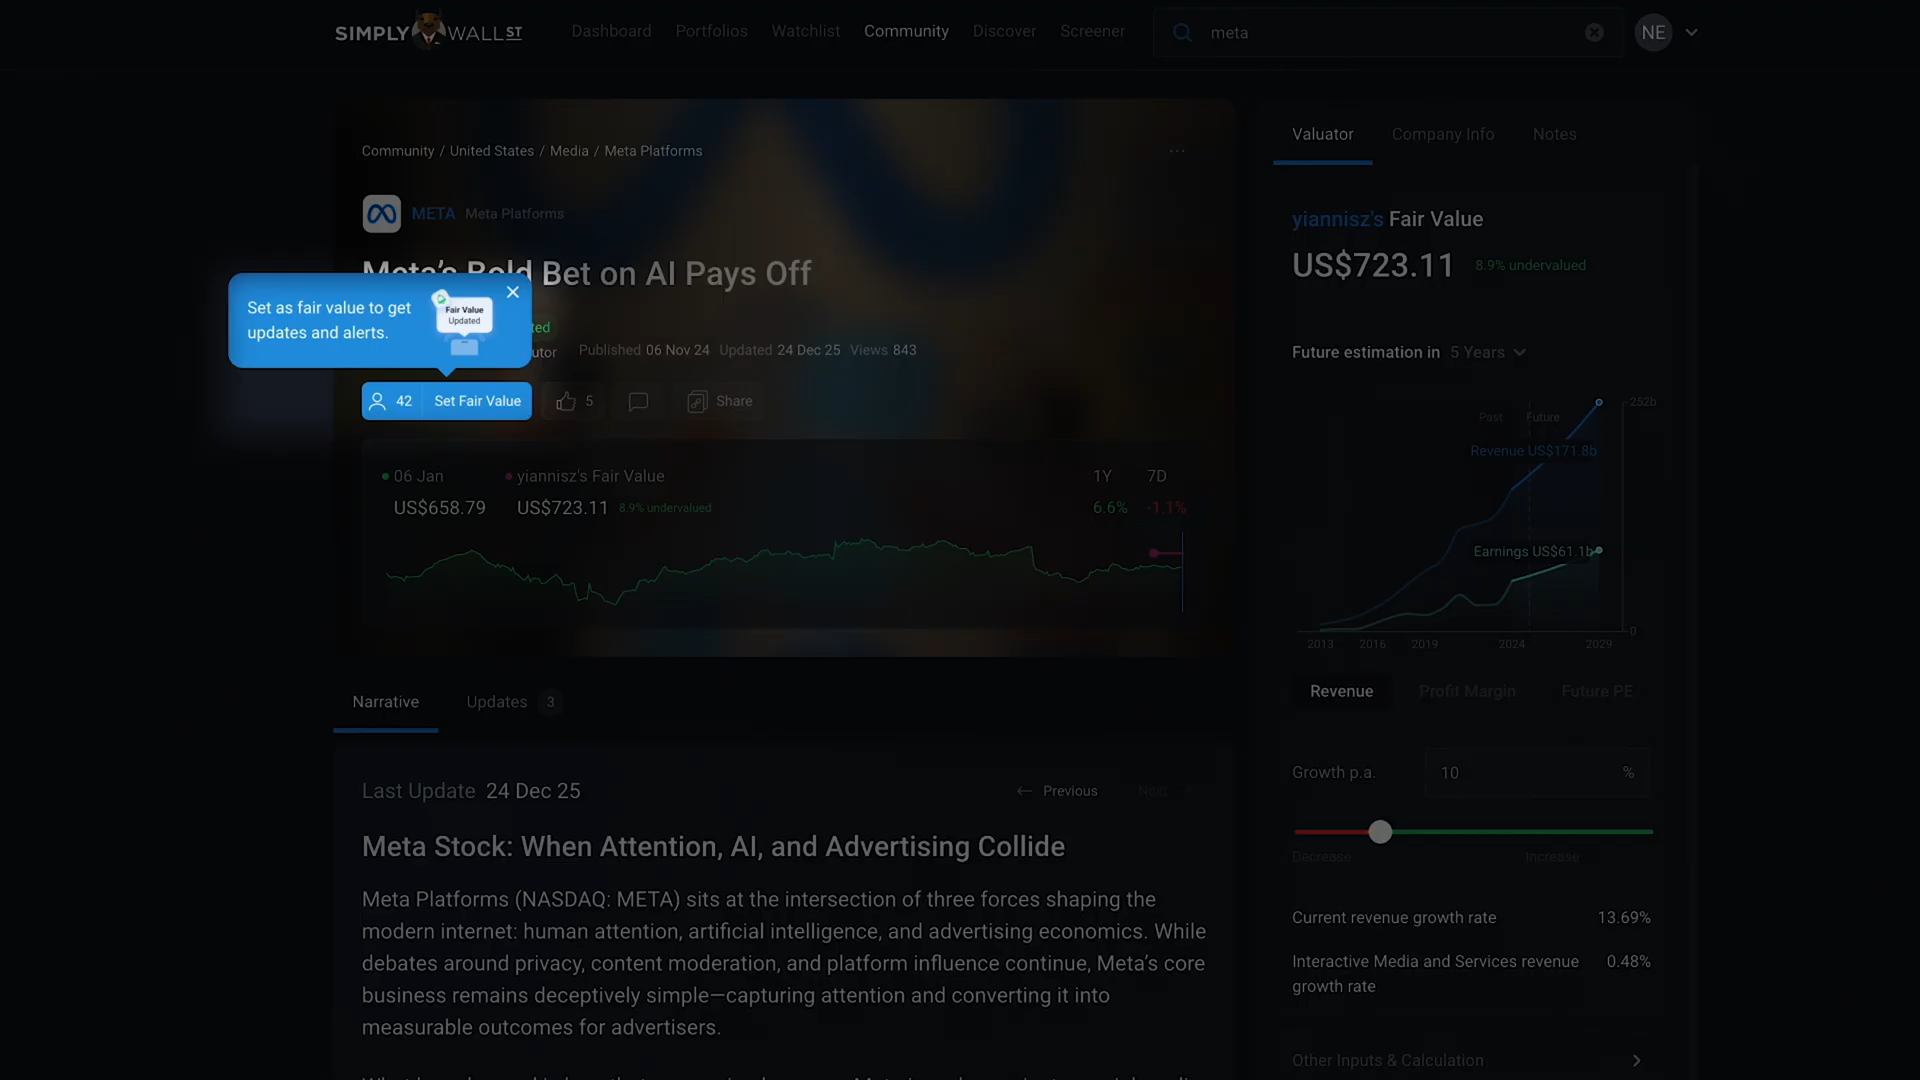 SIMPLY WALL ST
Dashboard Portfolios Watchlist Community Discover Screener
meta
NE
Community / United States / Media / Meta Platforms
META Meta Platforms
Meta's Bold Bet on AI Pays Off
Set as fair value to get
updates and alerts.
Fair Value
Updated
Published 06 Nov 24 Updated 24 Dec 25 Views 843
42 Set Fair Value 5 Share
06 Jan yiannisz's Fair Value 1Y 7D
US$658.79 US$723.11 8.9% undervalued 6.6% -1.1%
Narrative Updates 3
Last Update 24 Dec 25 Previous Next
Meta Stock: When Attention, AI, and Advertising Collide
Meta Platforms (NASDAQ: META) sits at the intersection of three forces shaping the
modern internet: human attention, artificial intelligence, and advertising economics. While
debates around privacy, content moderation, and platform influence continue, Meta's core
business remains deceptively simple—capturing attention and converting it into
measurable outcomes for advertisers.
Valuator Company Info Notes
yiannisz's Fair Value
US$723.11 8.9% undervalued
Future estimation in 5 Years
252b
Past Future
Revenue US$171.8b
Earnings US$61.1b
0
2013 2016 2019 2024 2029
Revenue Profit Margin Future PE
Growth p.a. 10 %
Decrease Increase
Current revenue growth rate 13.69%
Interactive Media and Services revenue 0.48%
growth rate
Other Inputs & Calculation